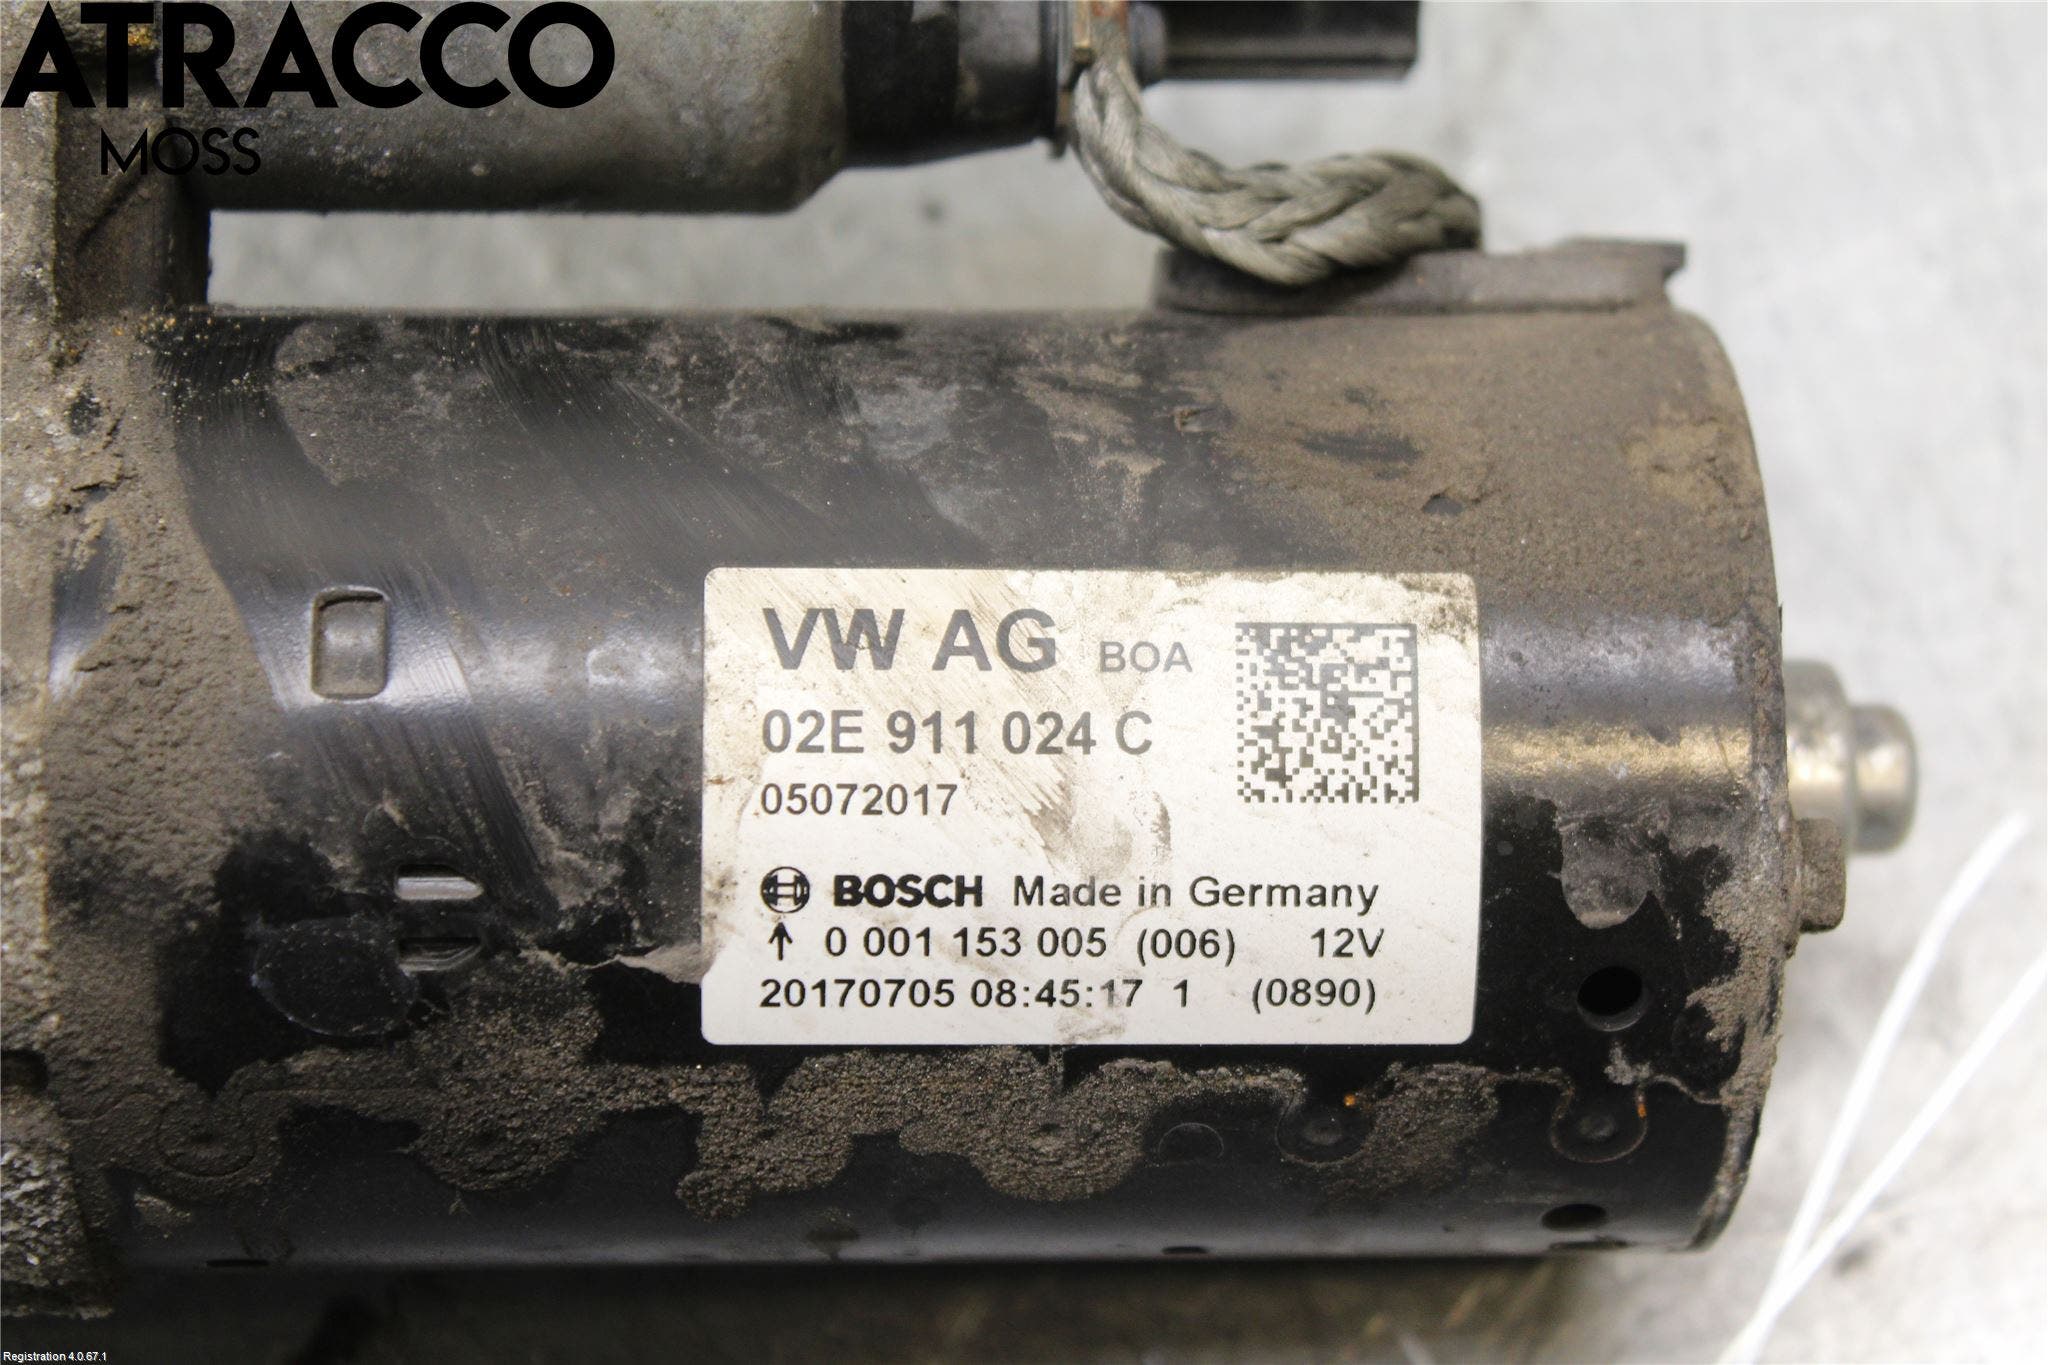 ATRACCO
MOSS
VW AG BOA
02E 911 024 C
05072017
BOSCH Made in Germany
↑ 0 001 153 005 (006) 12V
20170705 08:45:17 1 (0890)
Registration 4.0.67.1